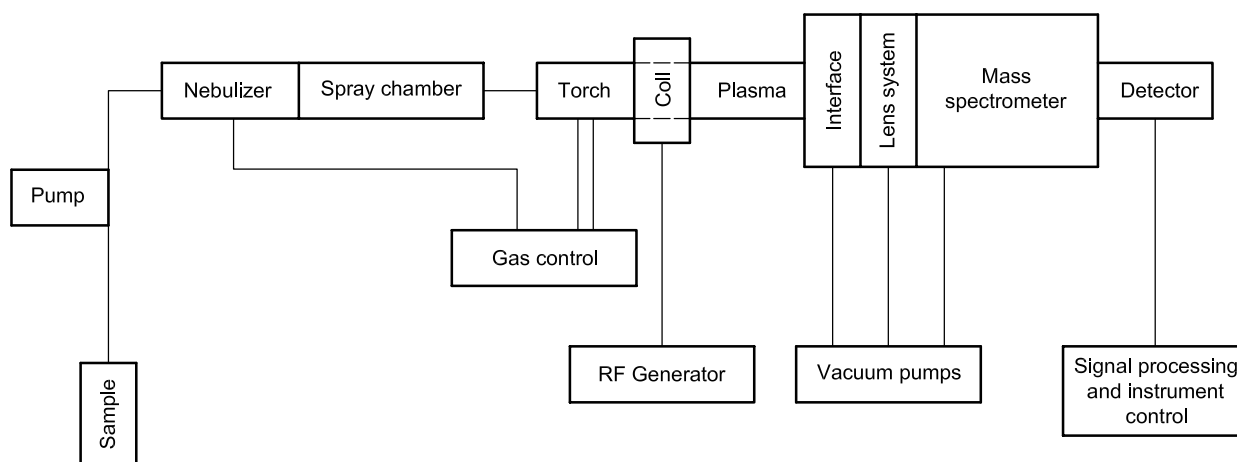 Nebulizer
Spray chamber
Torch
Coll
Plasma
Interface
Lens system
Mass
spectrometer
Detector
Pump
Gas control
Sample
RF Generator
Vacuum pumps
Signal processing
and instrument
control